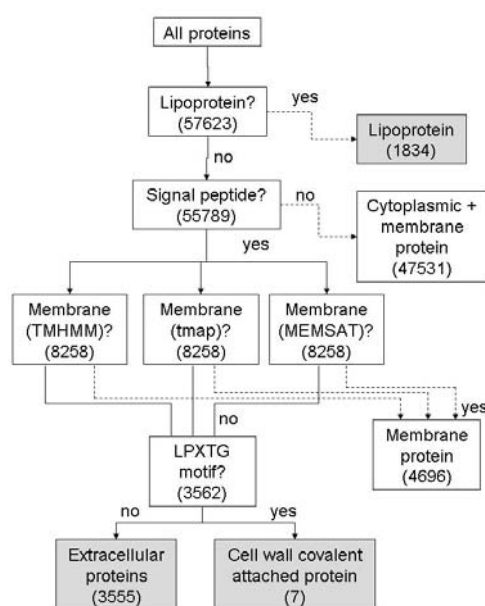 All proteins
Lipoprotein?
(57623)
yes
Lipoprotein
(1834)
no
Signal peptide?
(55789)
no
Cytoplasmic +
membrane
protein
(47531)
yes
Membrane
(TMHMM)?
(8258)
Membrane
(tmap)?
(8258)
Membrane
(MEMSAT)?
(8258)
yes
no
Membrane
protein
(4696)
LPXTG
motif?
(3562)
no
yes
Extracellular
proteins
(3555)
Cell wall covalent
attached protein
(7)